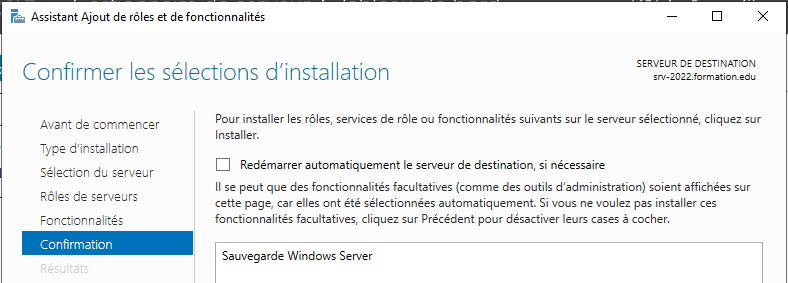 Assistant Ajout de rôles et de fonctionnalités
Confirmer les sélections d'installation
SERVEUR DE DESTINATION
srv-2022.formation.edu
Avant de commencer
Type d'installation
Sélection du serveur
Rôles de serveurs
Fonctionnalités
Confirmation
Résultats
Pour installer les rôles, services de rôle ou fonctionnalités suivants sur le serveur sélectionné, cliquez sur
Installer.
Redémarrer automatiquement le serveur de destination, si nécessaire
Il se peut que des fonctionnalités facultatives (comme des outils d'administration) soient affichées sur
cette page, car elles ont été sélectionnées automatiquement. Si vous ne voulez pas installer ces
fonctionnalités facultatives, cliquez sur Précédent pour désactiver leurs cases à cocher.
Sauvegarde Windows Server